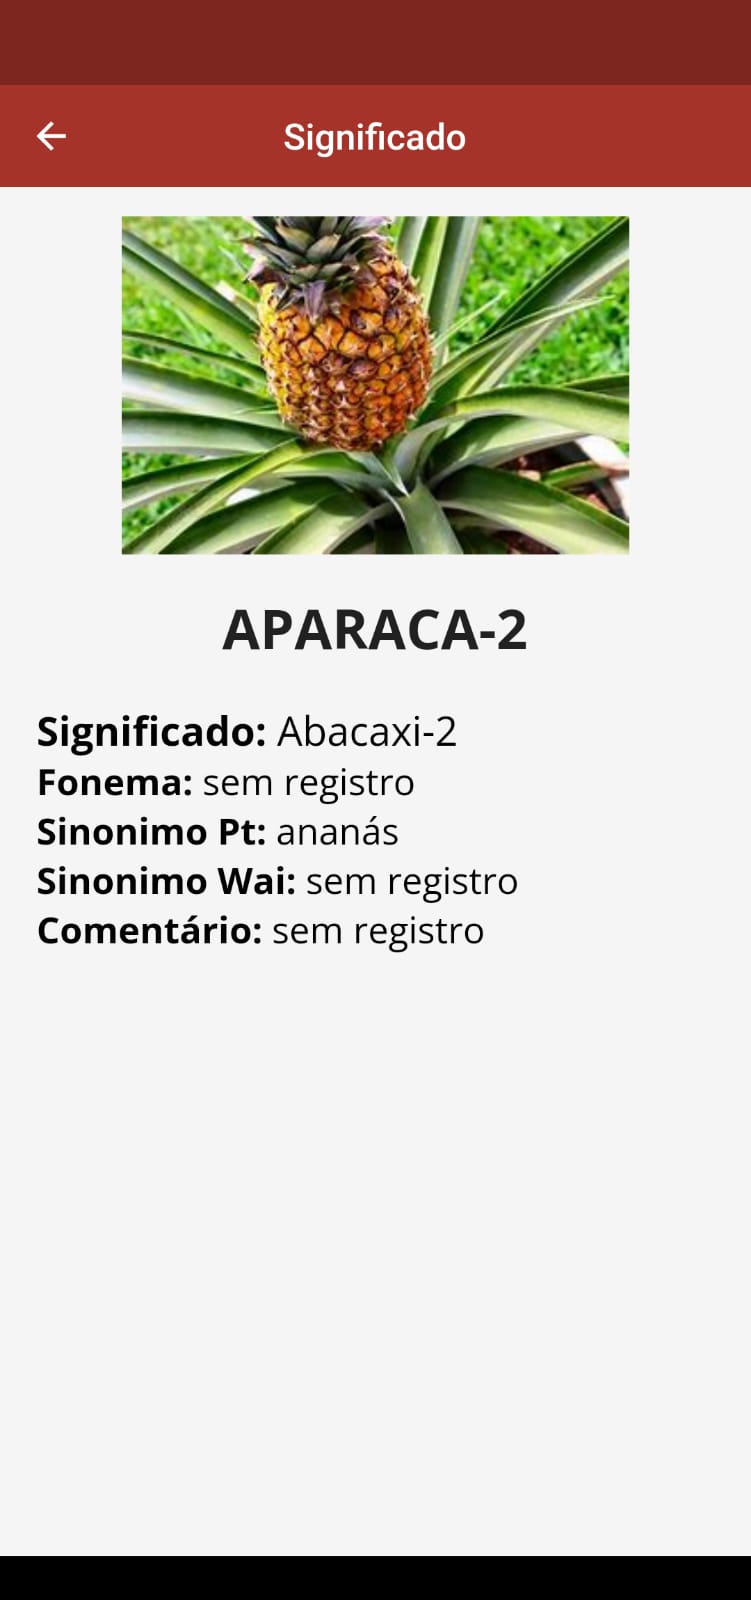 Significado
APARACA-2
Significado: Abacaxi-2
Fonema: sem registro
Sinonimo Pt: ananás
Sinonimo Wai: sem registro
Comentário: sem registro